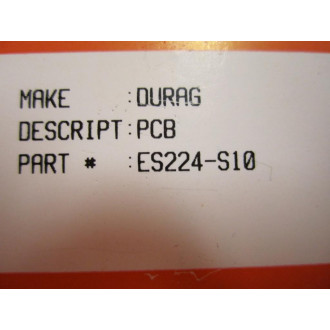 MAKE :DURAG
DESCRIPT:PCB
PART * :ES224-S10